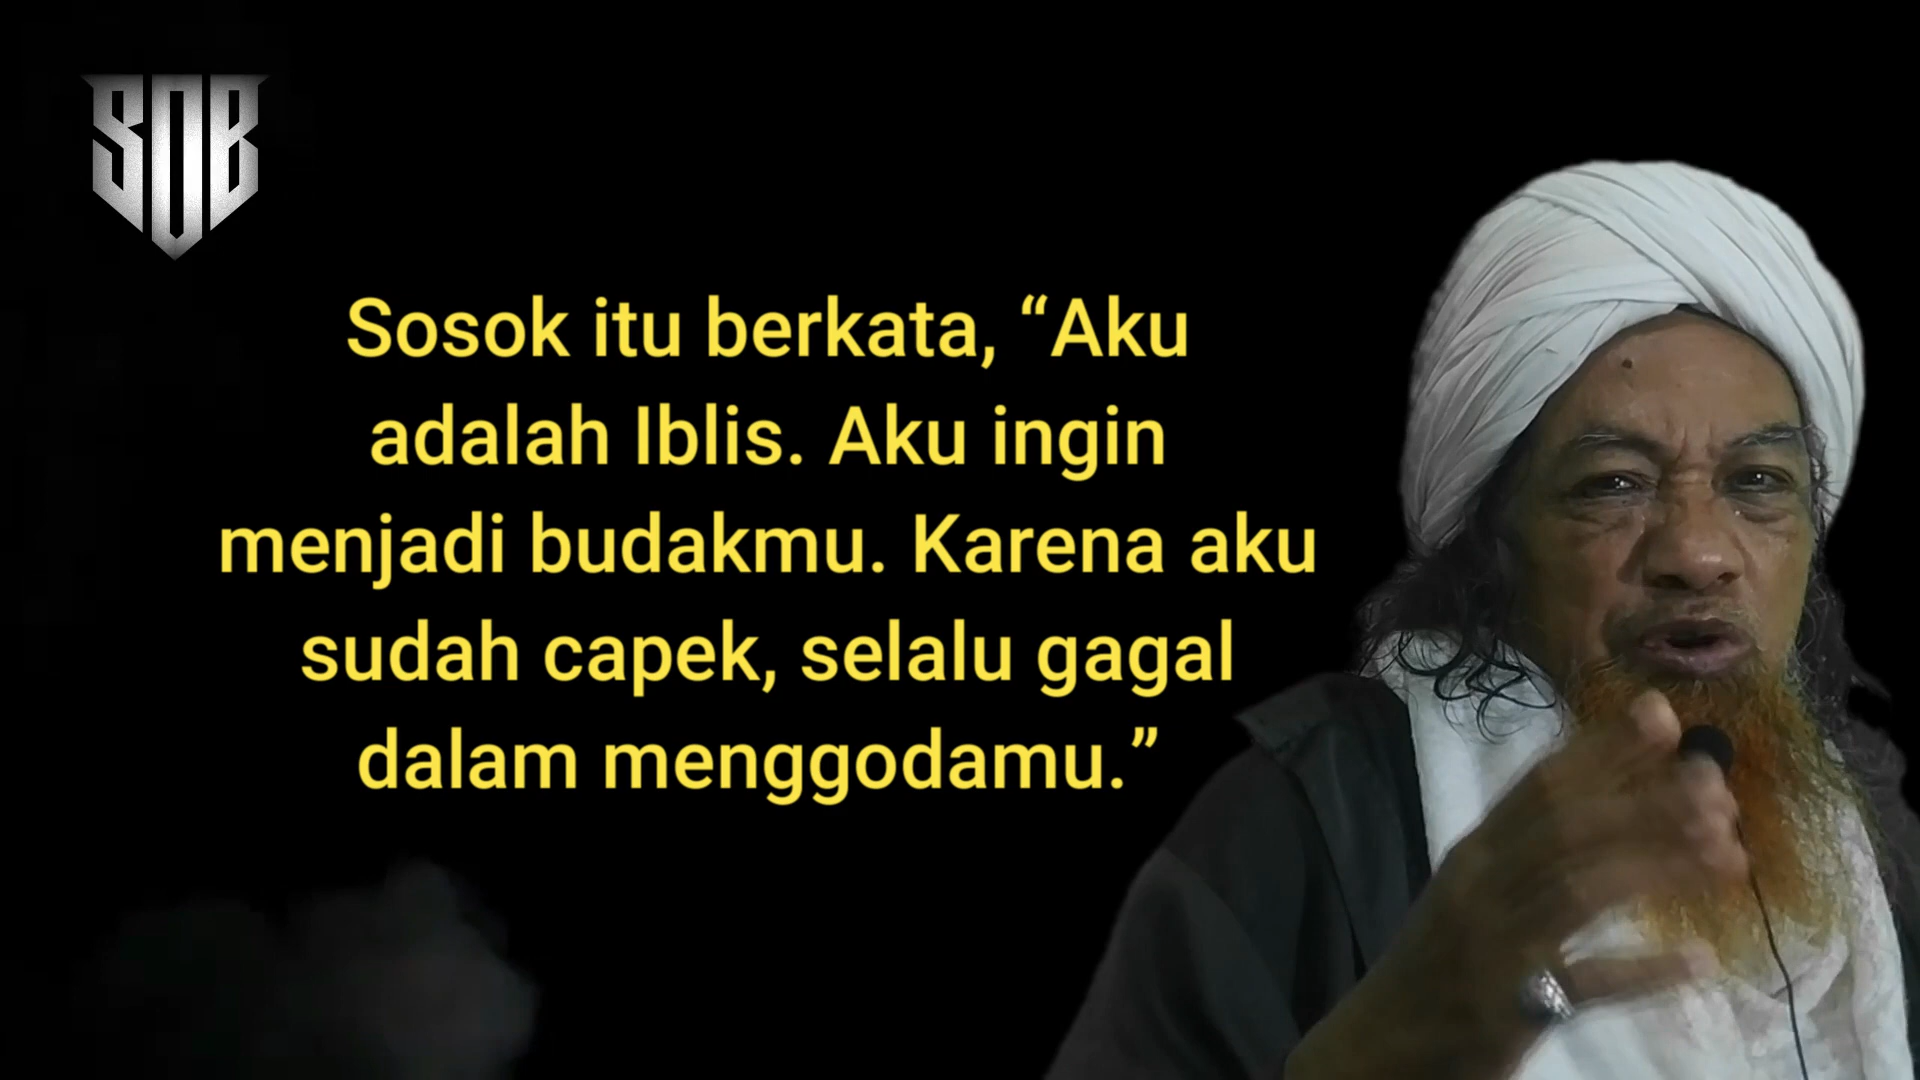 SOB
Sosok itu berkata, “Aku
adalah Iblis. Aku ingin
menjadi budakmu. Karena aku
sudah capek, selalu gagal
dalam menggodamu.”